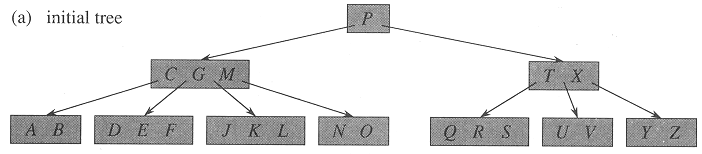 (a) initial tree
P
C G M
T X
A B
D E F
J K L
N O
Q R S
U V
Y Z